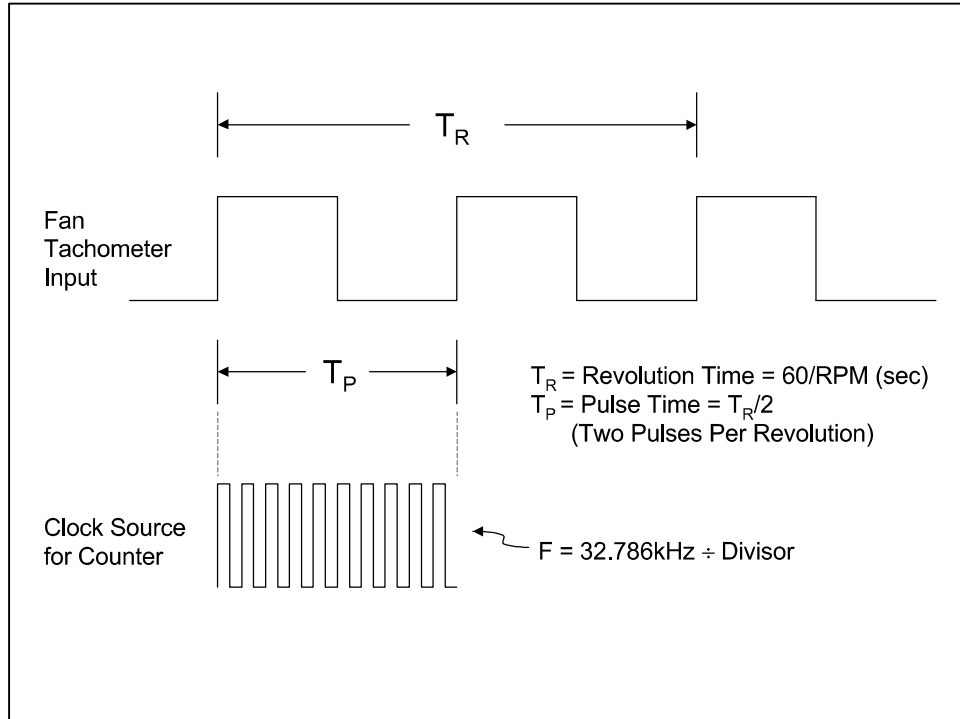 T_R
Fan
Tachometer
Input
T_P
T_R = Revolution Time = 60/RPM (sec)
T_P = Pulse Time = T_R/2
(Two Pulses Per Revolution)
Clock Source
for Counter
F = 32.786kHz ÷ Divisor